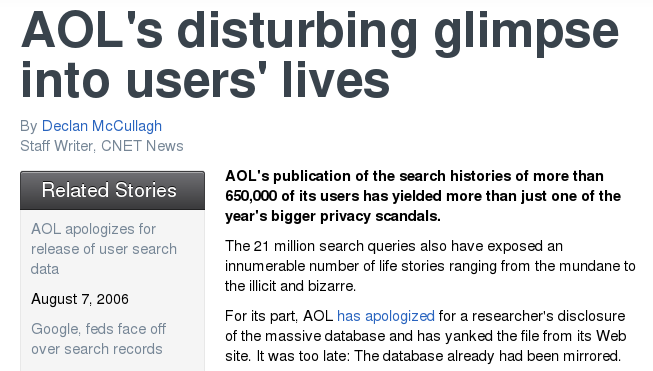 AOL's disturbing glimpse
into users' lives
By Declan McCullagh
Staff Writer, CNET News
Related Stories
AOL apologizes for
release of user search
data
August 7, 2006
Google, feds face off
over search records
AOL's publication of the search histories of more than
650,000 of its users has yielded more than just one of the
year's bigger privacy scandals.
The 21 million search queries also have exposed an
innumerable number of life stories ranging from the mundane to
the illicit and bizarre.
For its part, AOL has apologized for a researcher's disclosure
of the massive database and has yanked the file from its Web
site. It was too late: The database already had been mirrored.